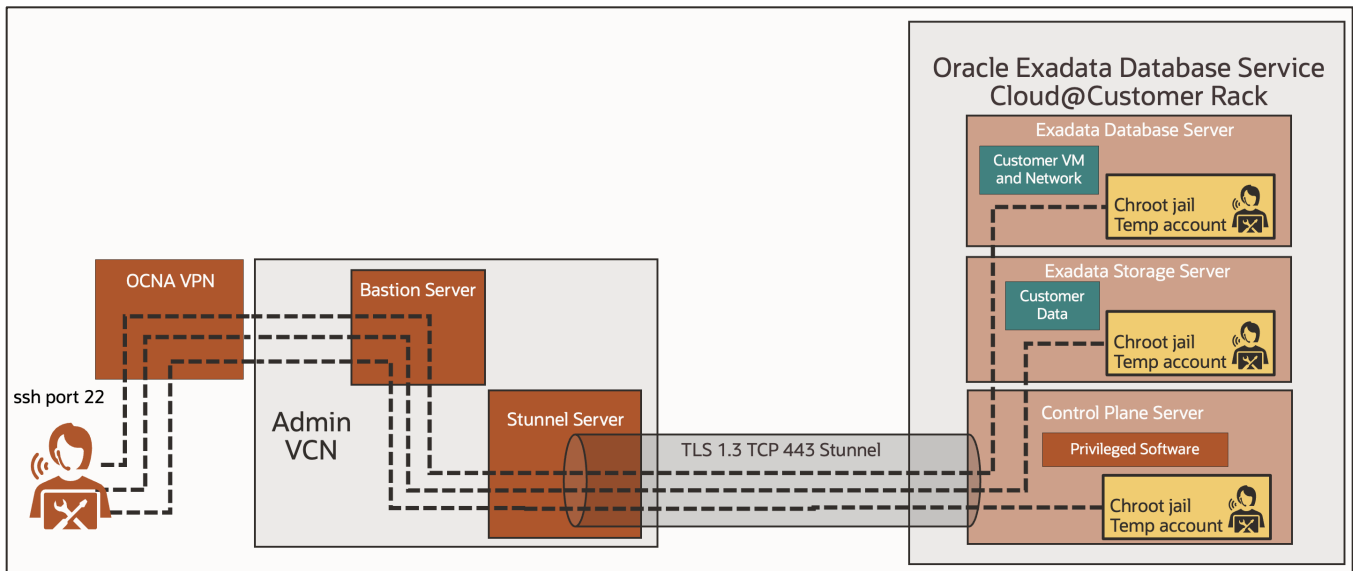 Oracle Exadata Database Service
Cloud@Customer Rack
Exadata Database Server
Customer VM
and Network
Chroot jail
Temp account
Exadata Storage Server
Customer
Data
Chroot jail
Temp account
Control Plane Server
Privileged Software
Chroot jail
Temp account
OCNA VPN
Bastion Server
ssh port 22
Admin
VCN
Stunnel Server
TLS 1.3 TCP 443 Stunnel